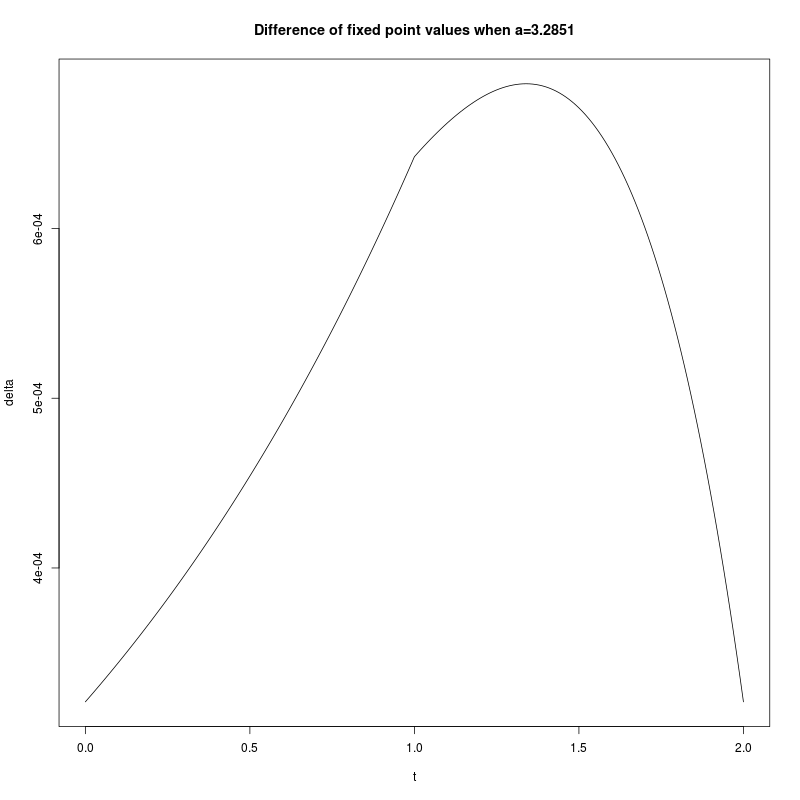 Difference of fixed point values when a=3.2851
6e-04
5e-04
4e-04
delta
0.0 0.5 1.0 1.5 2.0
t